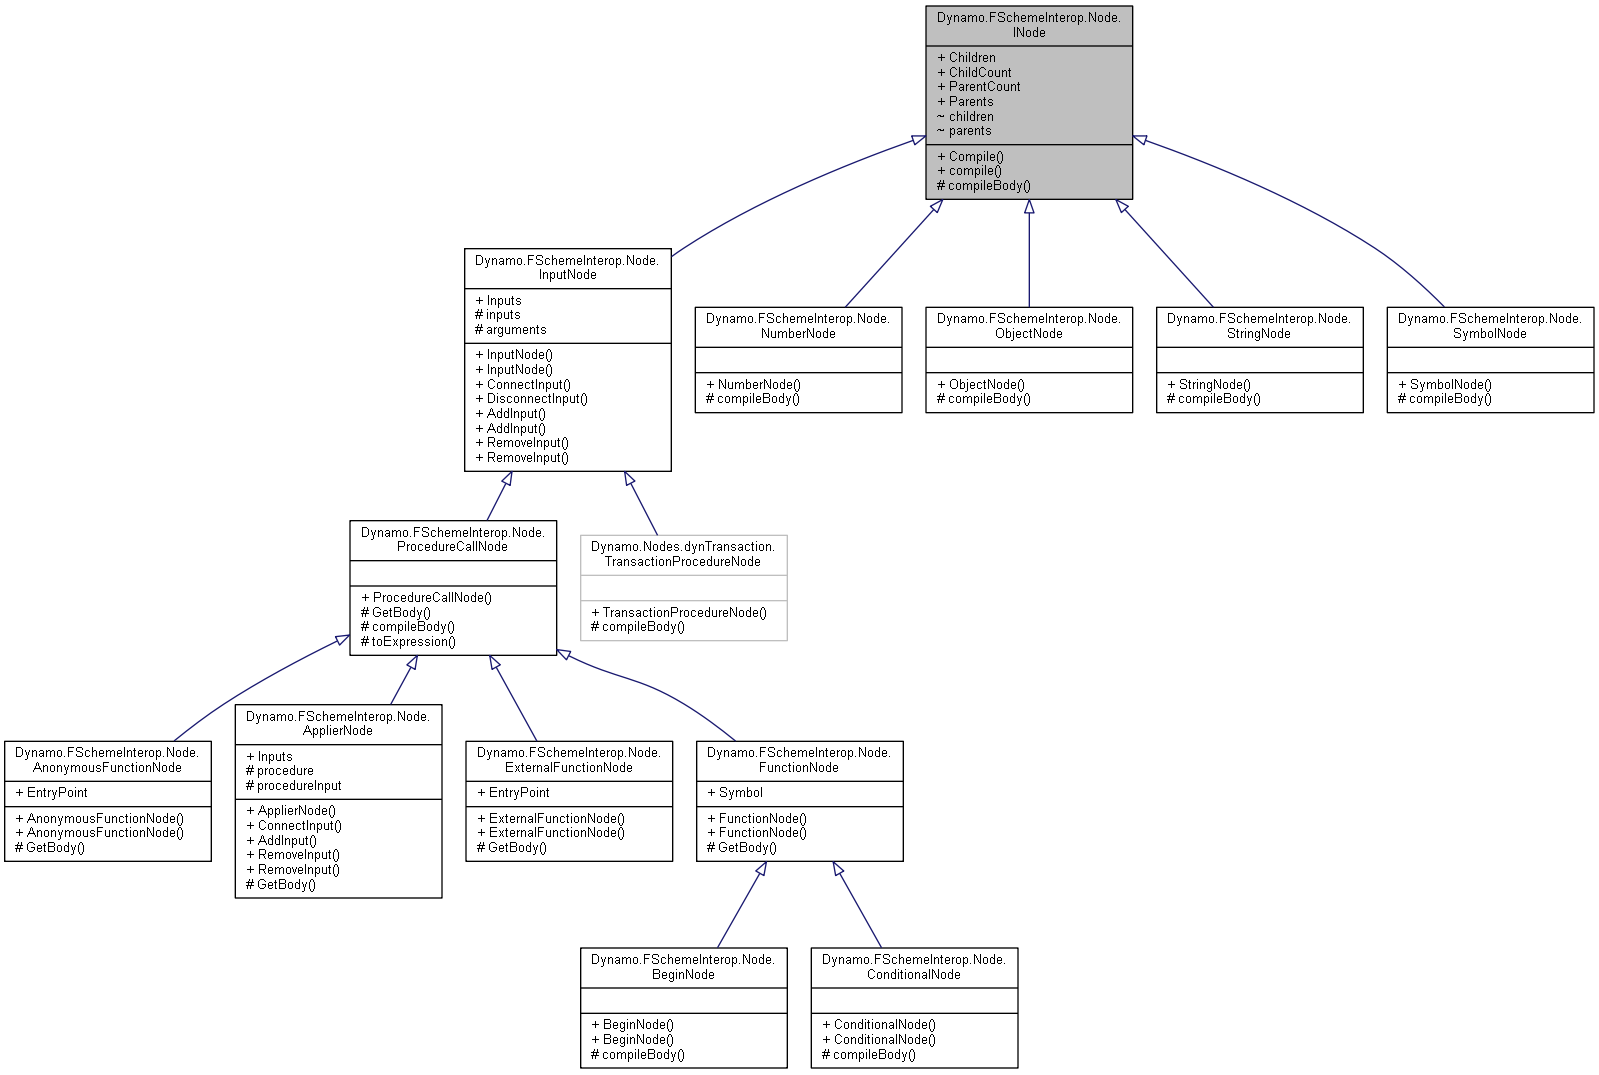 Dynamo.FSchemeInterop.Node.
INode
+ Children
+ ChildCount
+ ParentCount
+ Parents
~ children
~ parents
+ Compile()
+ compile()
# compileBody()
Dynamo.FSchemeInterop.Node.
InputNode
+ Inputs
# inputs
# arguments
+ InputNode()
+ InputNode()
+ ConnectInput()
+ DisconnectInput()
+ AddInput()
+ AddInput()
+ RemoveInput()
+ RemoveInput()
Dynamo.FSchemeInterop.Node.
NumberNode
+ NumberNode()
# compileBody()
Dynamo.FSchemeInterop.Node.
ObjectNode
+ ObjectNode()
# compileBody()
Dynamo.FSchemeInterop.Node.
StringNode
+ StringNode()
# compileBody()
Dynamo.FSchemeInterop.Node.
SymbolNode
+ SymbolNode()
# compileBody()
Dynamo.FSchemeInterop.Node.
ProcedureCallNode
+ ProcedureCallNode()
# GetBody()
# compileBody()
# toExpression()
Dynamo.Nodes.dynTransaction.
TransactionProcedureNode
+ TransactionProcedureNode()
# compileBody()
Dynamo.FSchemeInterop.Node.
AnonymousFunctionNode
+ EntryPoint
+ AnonymousFunctionNode()
+ AnonymousFunctionNode()
# GetBody()
Dynamo.FSchemeInterop.Node.
ApplierNode
+ Inputs
# procedure
# procedureInput
+ ApplierNode()
+ ConnectInput()
+ AddInput()
+ RemoveInput()
+ RemoveInput()
# GetBody()
Dynamo.FSchemeInterop.Node.
ExternalFunctionNode
+ EntryPoint
+ ExternalFunctionNode()
+ ExternalFunctionNode()
# GetBody()
Dynamo.FSchemeInterop.Node.
FunctionNode
+ Symbol
+ FunctionNode()
+ FunctionNode()
# GetBody()
Dynamo.FSchemeInterop.Node.
BeginNode
+ BeginNode()
+ BeginNode()
# compileBody()
Dynamo.FSchemeInterop.Node.
ConditionalNode
+ ConditionalNode()
+ ConditionalNode()
# compileBody()